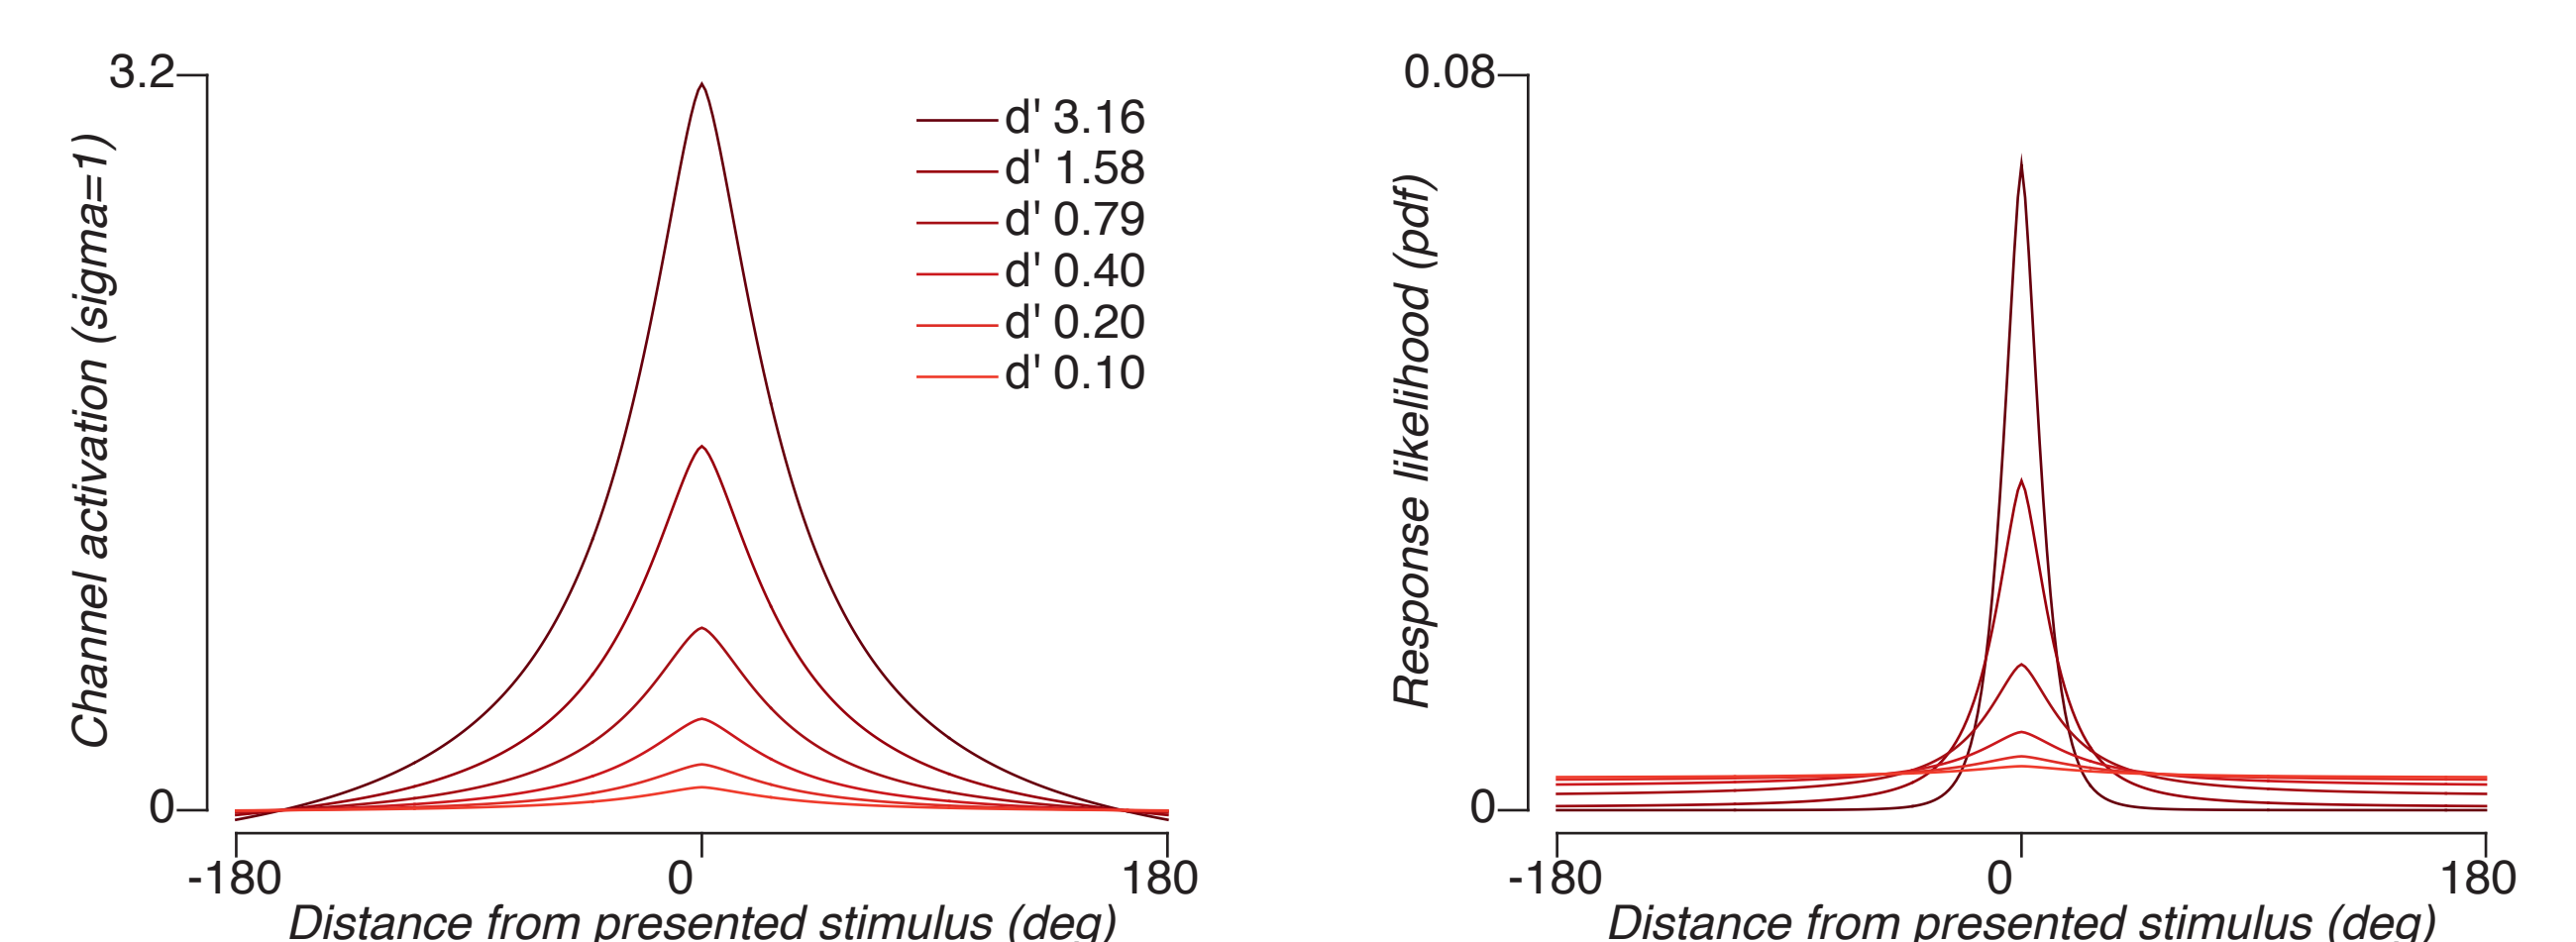 3.2
0
Channel activation (sigma=1)
d' 3.16
d' 1.58
d' 0.79
d' 0.40
d' 0.20
d' 0.10
-180
0
180
Distance from presented stimulus (deg)
0.08
0
Response likelihood (pdf)
-180
0
180
Distance from presented stimulus (deg)